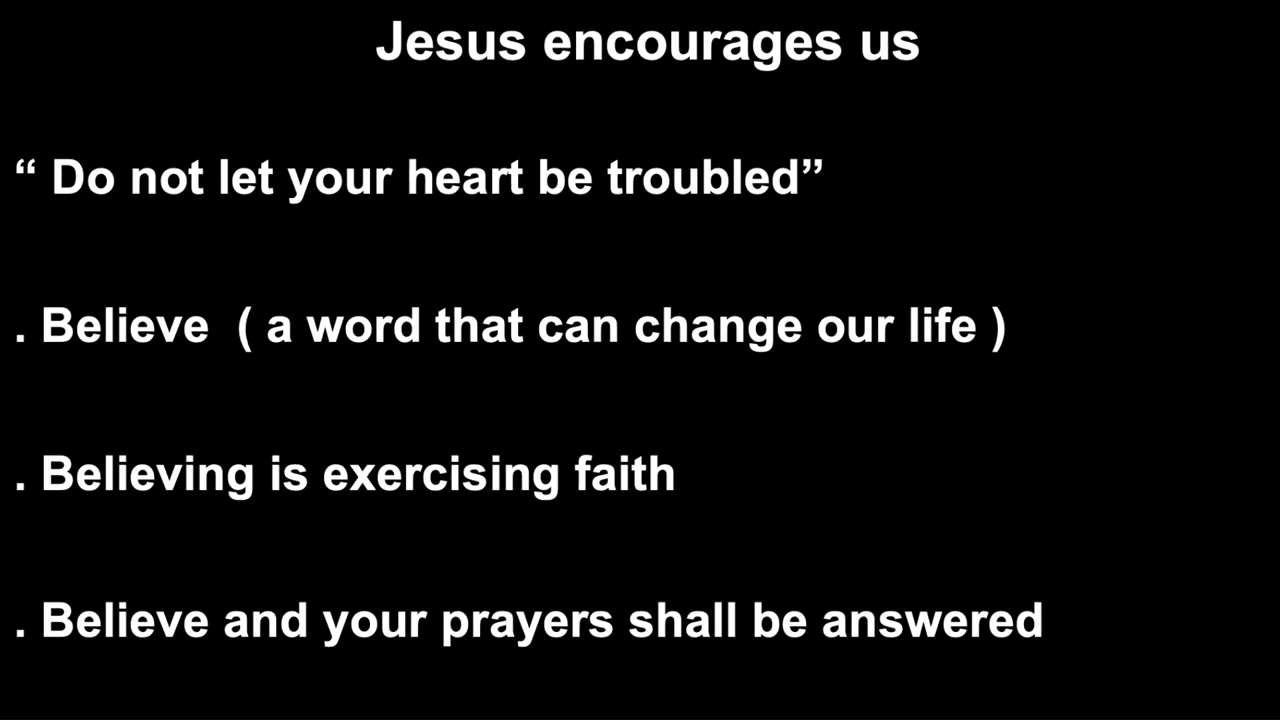 Jesus encourages us
“ Do not let your heart be troubled”
. Believe  ( a word that can change our life )
. Believing is exercising faith
. Believe and your prayers shall be answered